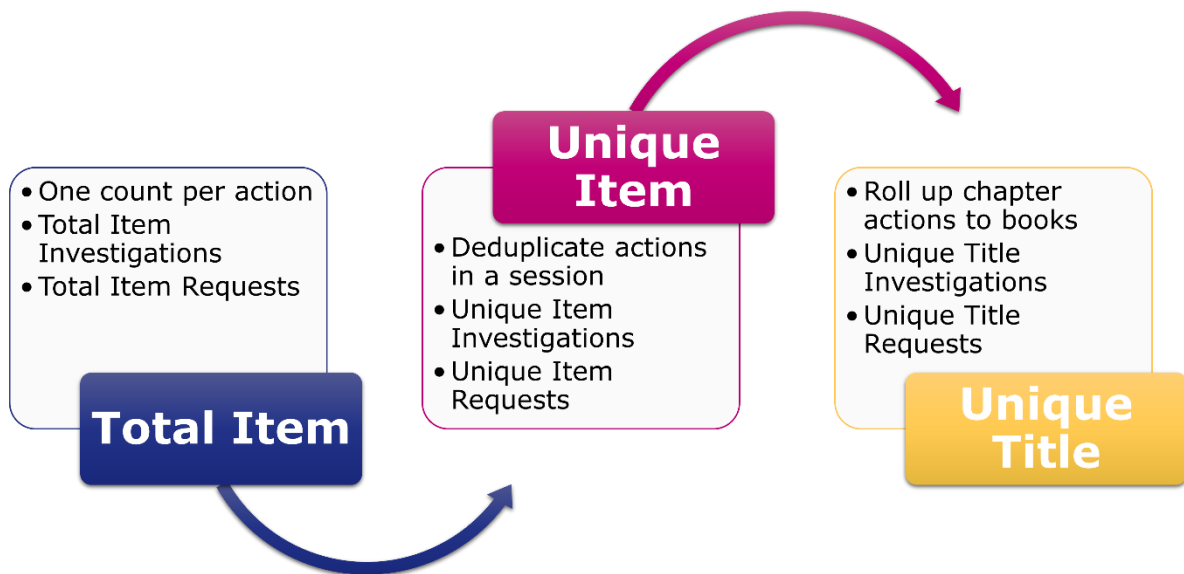 • One count per action
• Total Item
Investigations
• Total Item Requests
Total Item
Unique
Item
• Deduplicate actions
in a session
• Unique Item
Investigations
• Unique Item
Requests
• Roll up chapter
actions to books
• Unique Title
Investigations
• Unique Title
Requests
Unique
Title